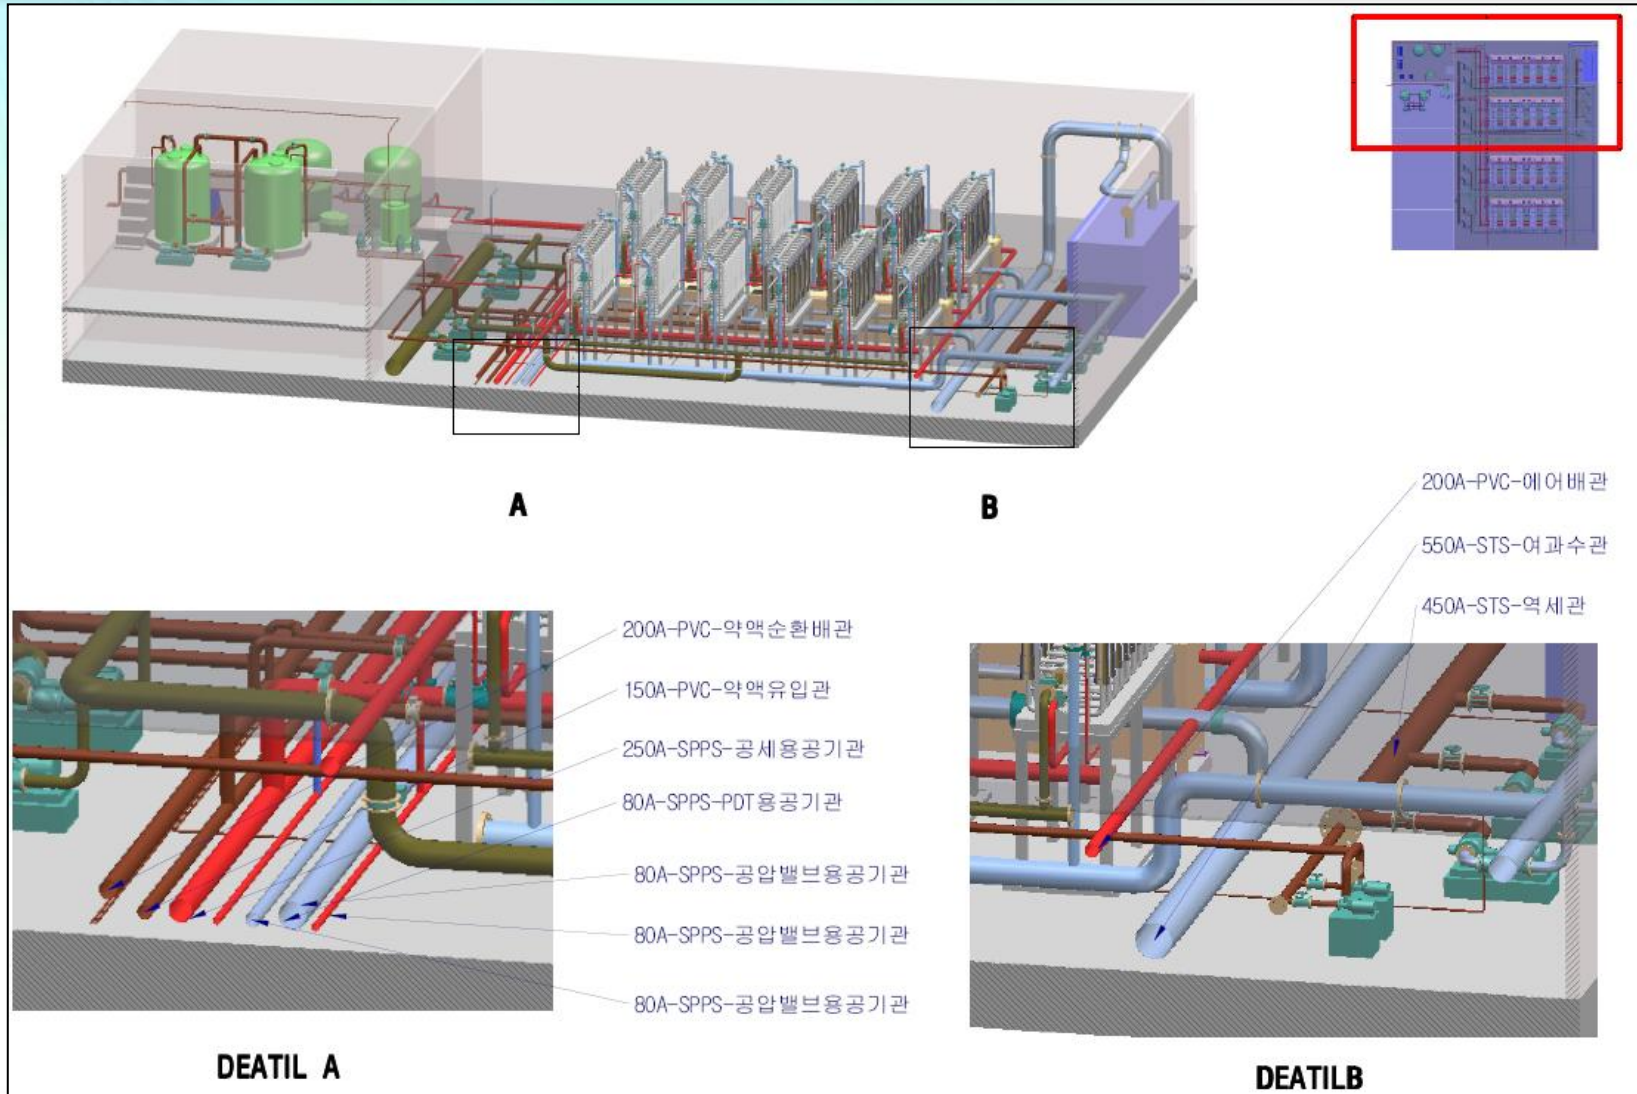 A
B
200A-PVC-에어배관
550A-STS-여과수관
450A-STS-역세관
200A-PVC-약액순환배관
150A-PVC-약액유입관
250A-SPPS-공세용공기관
80A-SPPS-PDT용공기관
80A-SPPS-공압밸브용공기관
80A-SPPS-공압밸브용공기관
80A-SPPS-공압밸브용공기관
DEATIL A
DEATILB